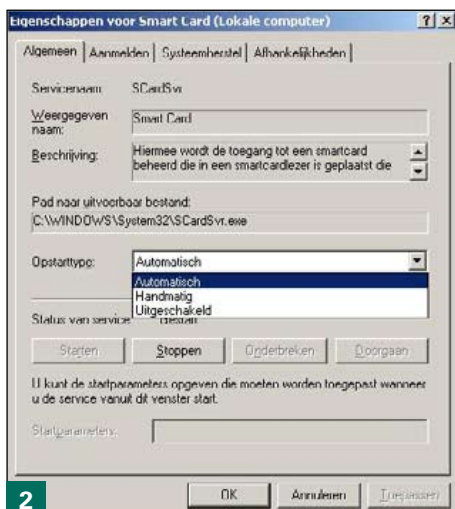 Eigenschappen voor Smart Card (Lokale computer)
Algemeen Aanmelden Systeemherstel Afhankelijkheden
Servicenaam: SCardSvr
Weergegeven naam: Smart Card
Beschrijving: Hiermee wordt de toegang tot een smartcard
beheerd die in een smartcardlezer is geplaatst die
Pad naar uitvoerbaar bestand:
C:\WINDOWS\System32\SCardSvr.exe
Opstarttype: Automatisch
Automatisch
Handmatig
Uitgeschakeld
Status van service
Starten Stoppen Onderbreken Doorgaan
U kunt de startparameters opgeven die moeten worden toegepast wanneer
u de service vanuit dit venster start.
Startparameters:
OK Annuleren Toepassen
2